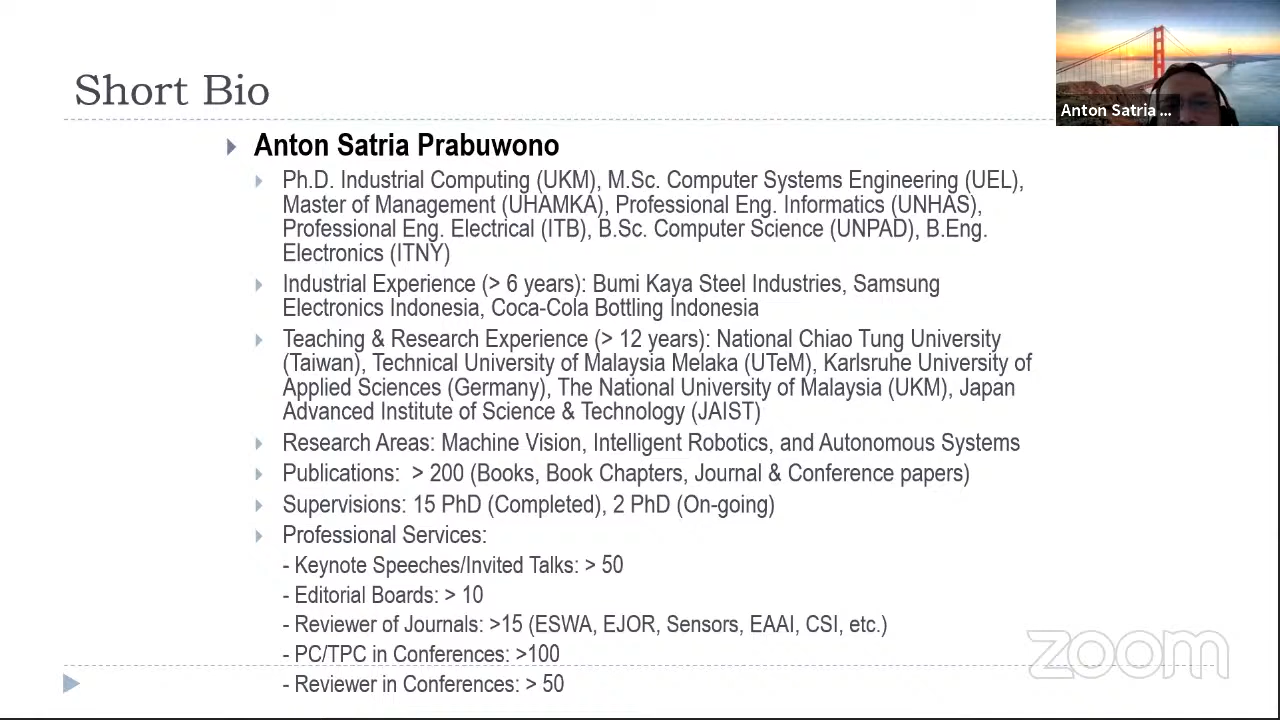 Short Bio
Anton Satria ...
Anton Satria Prabuwono
Ph.D. Industrial Computing (UKM), M.Sc. Computer Systems Engineering (UEL),
Master of Management (UHAMKA), Professional Eng. Informatics (UNHAS),
Professional Eng. Electrical (ITB), B.Sc. Computer Science (UNPAD), B.Eng.
Electronics (ITNY)
Industrial Experience (> 6 years): Bumi Kaya Steel Industries, Samsung
Electronics Indonesia, Coca-Cola Bottling Indonesia
Teaching & Research Experience (> 12 years): National Chiao Tung University
(Taiwan), Technical University of Malaysia Melaka (UTeM), Karlsruhe University of
Applied Sciences (Germany), The National University of Malaysia (UKM), Japan
Advanced Institute of Science & Technology (JAIST)
Research Areas: Machine Vision, Intelligent Robotics, and Autonomous Systems
Publications:  > 200 (Books, Book Chapters, Journal & Conference papers)
Supervisions: 15 PhD (Completed), 2 PhD (On-going)
Professional Services:
- Keynote Speeches/Invited Talks: > 50
- Editorial Boards: > 10
- Reviewer of Journals: >15 (ESWA, EJOR, Sensors, EAAI, CSI, etc.)
- PC/TPC in Conferences: >100
- Reviewer in Conferences: > 50
zoom